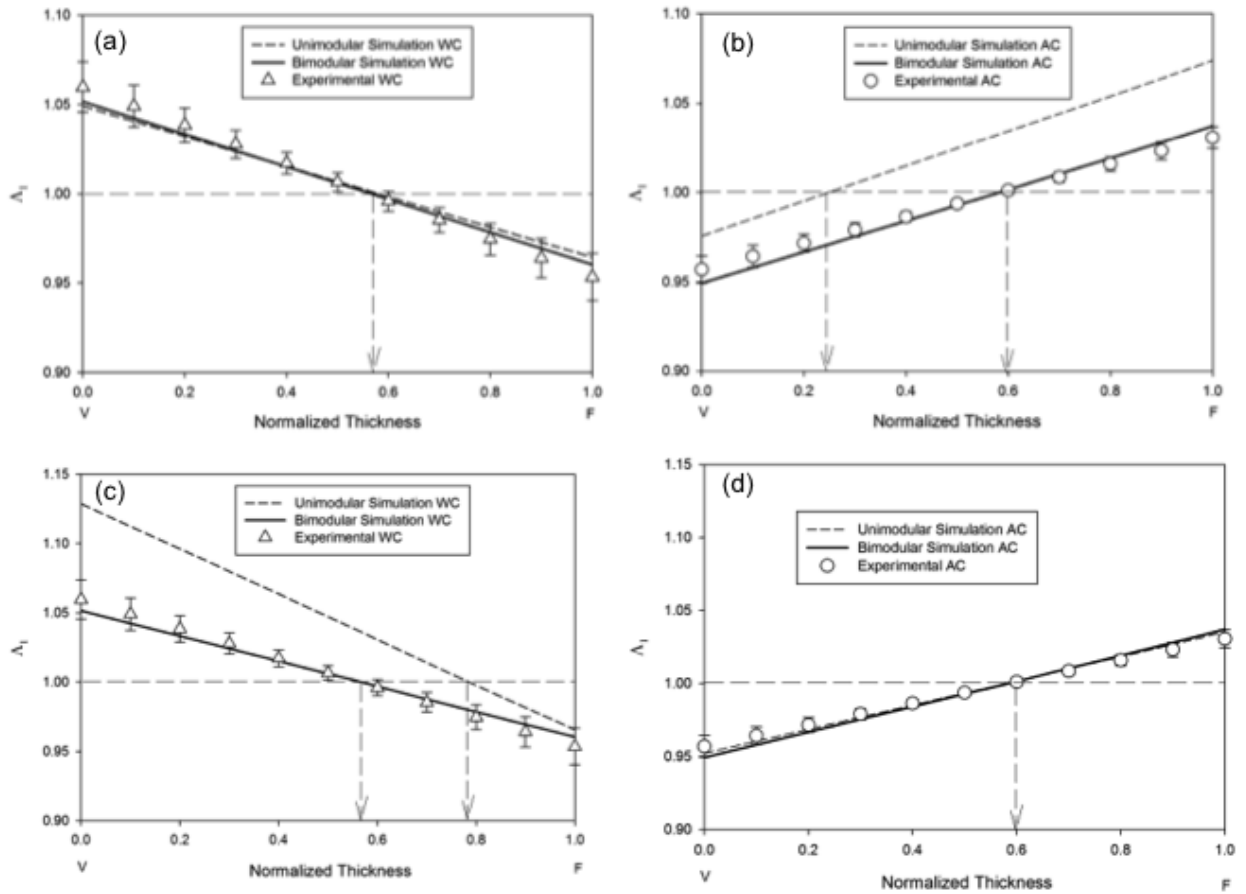 (a)
Unimodular Simulation WC
Bimodular Simulation WC
Experimental WC
1.10
1.05
1.00
0.95
0.90
Λ₁
0.0 0.2 0.4 0.6 0.8 1.0
V F
Normalized Thickness
(b)
Unimodular Simulation AC
Bimodular Simulation AC
Experimental AC
1.10
1.05
1.00
0.95
0.90
Λ₁
0.0 0.2 0.4 0.6 0.8 1.0
V F
Normalized Thickness
(c)
Unimodular Simulation WC
Bimodular Simulation WC
Experimental WC
1.15
1.10
1.05
1.00
0.95
0.90
Λ₁
0.0 0.2 0.4 0.6 0.8 1.0
V F
Normalized Thickness
(d)
Unimodular Simulation AC
Bimodular Simulation AC
Experimental AC
1.15
1.10
1.05
1.00
0.95
0.90
Λ₁
0.0 0.2 0.4 0.6 0.8 1.0
V F
Normalized Thickness